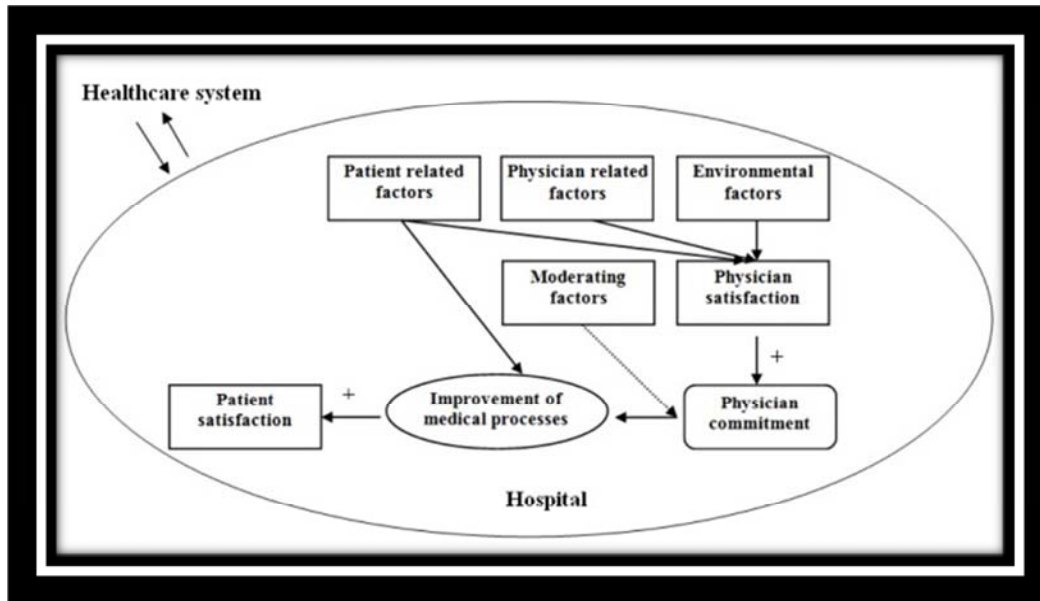 Healthcare system
Patient related
factors
Physician related
factors
Environmental
factors
Moderating
factors
Physician
satisfaction
+
Patient
satisfaction
+
Improvement of
medical processes
Physician
commitment
Hospital